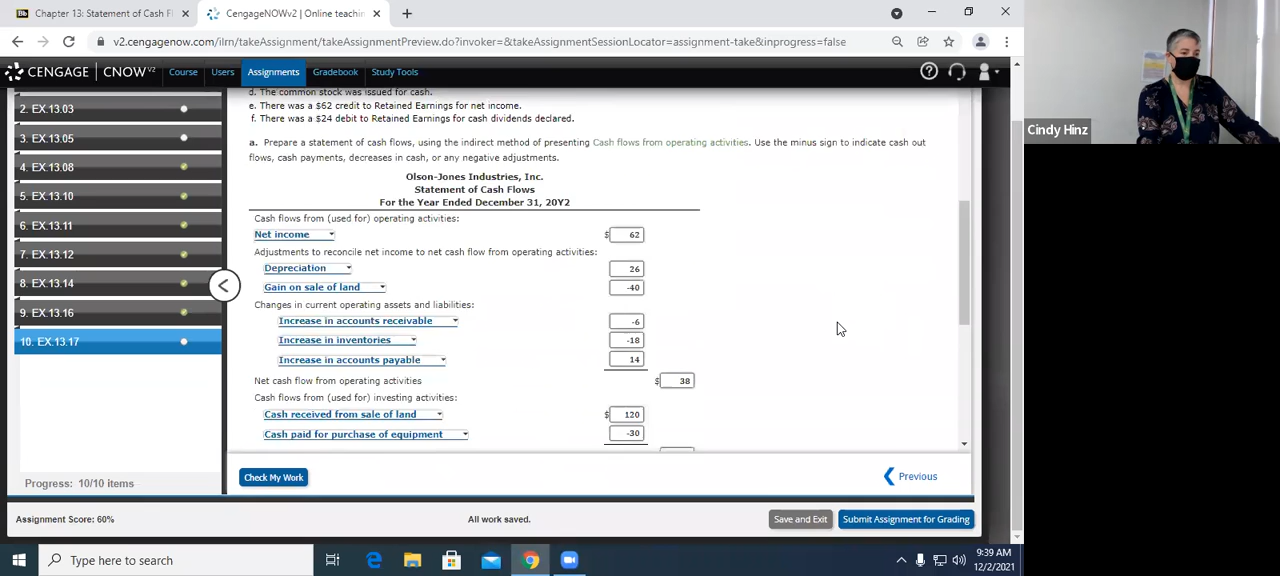 Bb Chapter 13: Statement of Cash F
CengageNOWv2 | Online teachin
v2.cengagenow.com/ilrn/takeAssignment/takeAssignmentPreview.do?invoker=&takeAssignmentSessionLocator=assignment-take&inprogress=false
CENGAGE | CNOWV2 Course Users Assignments Gradebook Study Tools
2. EX.13.03
3. EX.13.05
4. EX.13.08
5. EX.13.10
6. EX.13.11
7. EX.13.12
8. EX.13.14
9. EX.13.16
10. EX.13.17
Progress: 10/10 items
d. The common stock was issued for cash.
e. There was a $62 credit to Retained Earnings for net income.
f. There was a $24 debit to Retained Earnings for cash dividends declared.
a. Prepare a statement of cash flows, using the indirect method of presenting Cash flows from operating activities. Use the minus sign to indicate cash out
flows, cash payments, decreases in cash, or any negative adjustments.
Olson-Jones Industries, Inc.
Statement of Cash Flows
For the Year Ended December 31, 20Y2
Cash flows from (used for) operating activities:
Net income $ 62
Adjustments to reconcile net income to net cash flow from operating activities:
Depreciation 26
Gain on sale of land -40
Changes in current operating assets and liabilities:
Increase in accounts receivable -6
Increase in inventories -18
Increase in accounts payable 14
Net cash flow from operating activities $ 38
Cash flows from (used for) investing activities:
Cash received from sale of land $ 120
Cash paid for purchase of equipment -30
Check My Work
Previous
Assignment Score: 60%
All work saved.
Save and Exit
Submit Assignment for Grading
Type here to search
9:39 AM
12/2/2021
Cindy Hinz